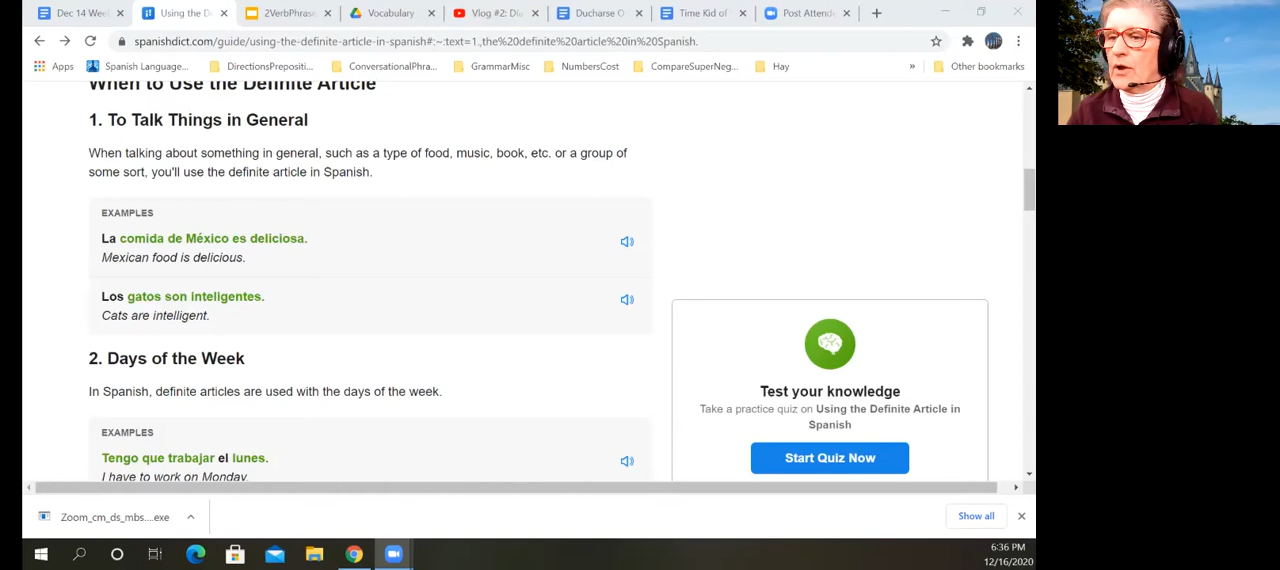 Dec 14 Wee
Using the D
2VerbPhrase
Vocabulary
Vlog #2: Dia
Ducharse O
Time Kid of
Post Attend
spanishdict.com/guide/using-the-definite-article-in-spanish#:~:text=1.,the%20definite%20article%20in%20Spanish.
Apps
Spanish Language...
DirectionsPrepositi...
ConversationalPhra...
GrammarMisc
NumbersCost
CompareSuperNeg...
Hay
»
Other bookmarks
When to Use the Definite Article
1. To Talk Things in General
When talking about something in general, such as a type of food, music, book, etc. or a group of
some sort, you'll use the definite article in Spanish.
EXAMPLES
La comida de México es deliciosa.
Mexican food is delicious.
Los gatos son inteligentes.
Cats are intelligent.
2. Days of the Week
In Spanish, definite articles are used with the days of the week.
EXAMPLES
Tengo que trabajar el lunes.
I have to work on Monday.
Test your knowledge
Take a practice quiz on Using the Definite Article in
Spanish
Start Quiz Now
Zoom_cm_ds_mbs....exe
Show all
6:36 PM
12/16/2020